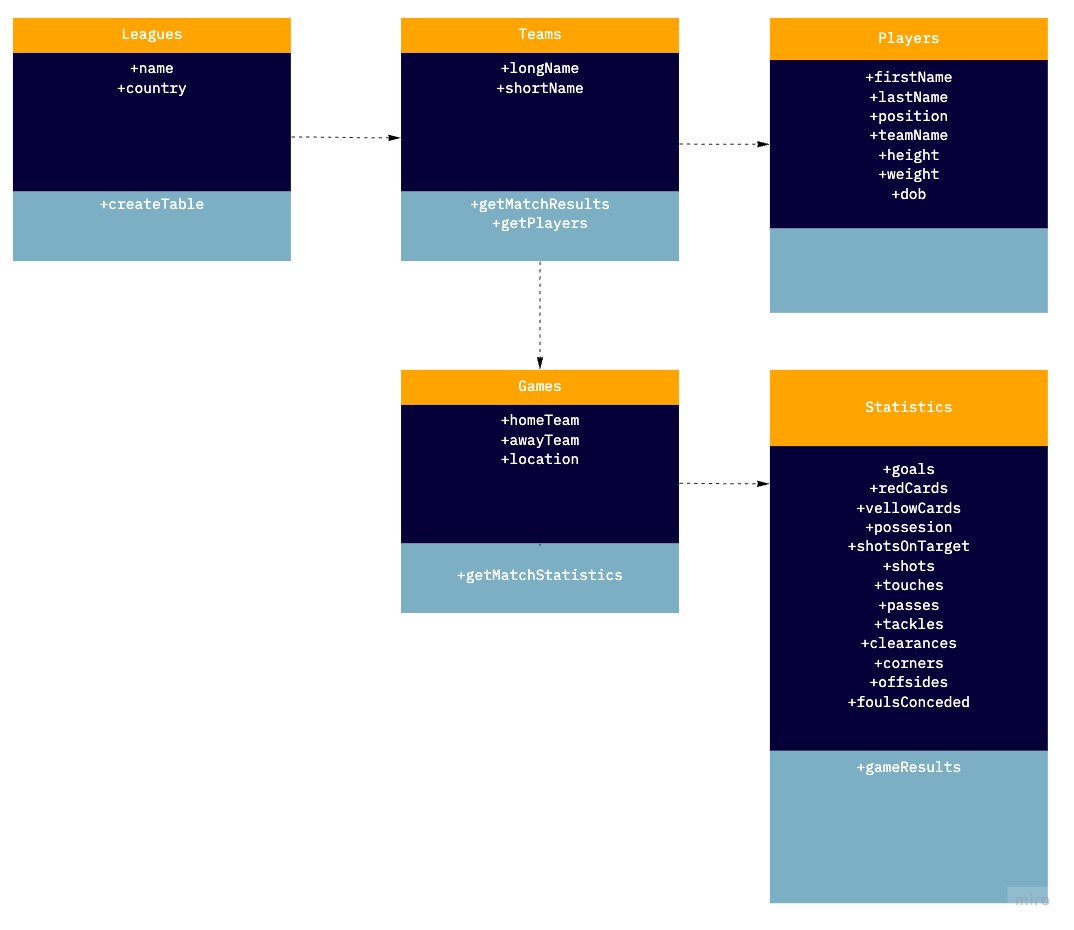 Leagues
+name
+country
+createTable
Teams
+longName
+shortName
+getMatchResults
+getPlayers
Players
+firstName
+lastName
+position
+teamName
+height
+weight
+dob
Games
+homeTeam
+awayTeam
+location
+getMatchStatistics
Statistics
+goals
+redCards
+vellowCards
+possesion
+shotsOnTarget
+shots
+touches
+passes
+tackles
+clearances
+corners
+offsides
+foulsConceded
+gameResults
miro